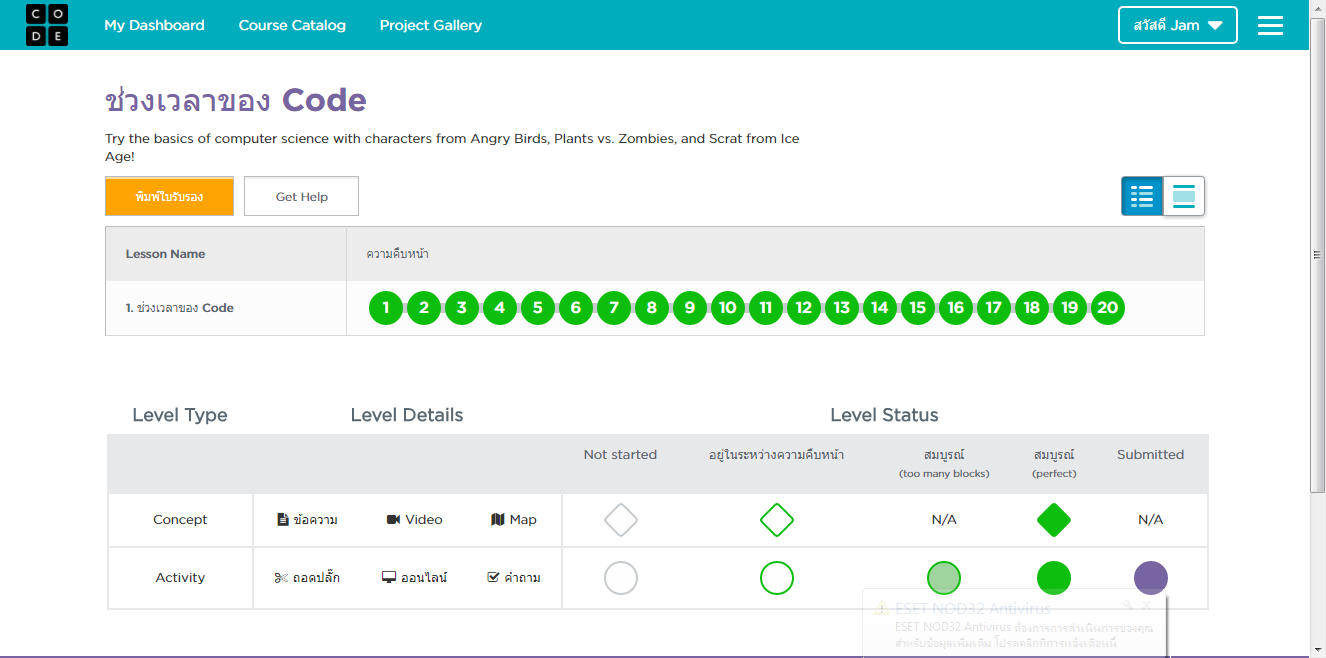 C O
D E
My Dashboard
Course Catalog
Project Gallery
สวัสดี Jam
ช่วงเวลาของ Code
Try the basics of computer science with characters from Angry Birds, Plants vs. Zombies, and Scrat from Ice
Age!
พิมพ์ใบรับรอง
Get Help
Lesson Name
ความคืบหน้า
1. ช่วงเวลาของ Code
1 2 3 4 5 6 7 8 9 10 11 12 13 14 15 16 17 18 19 20
Level Type
Level Details
Level Status
Not started
อยู่ในระหว่างความคืบหน้า
สมบูรณ์
(too many blocks)
สมบูรณ์
(perfect)
Submitted
Concept
ข้อความ
Video
Map
N/A
N/A
Activity
ถอดปลั๊ก
ออนไลน์
คำถาม
ESET NOD32 Antivirus
ESET NOD32 Antivirus ต้องการการดำเนินการของคุณ
สำหรับข้อมูลเพิ่มเติม โปรดคลิกที่การแจ้งเตือนนี้